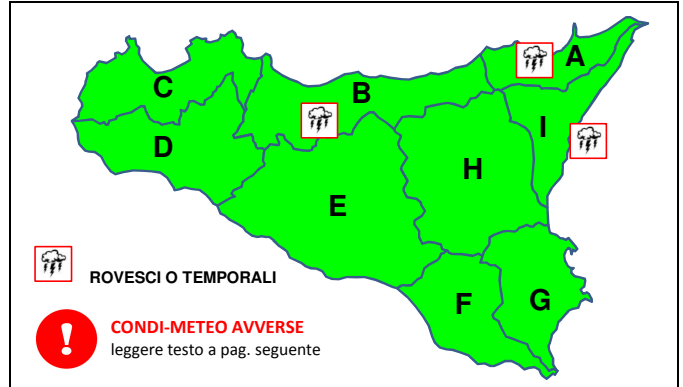 A
C
B
I
D
H
E
ROVESCI O TEMPORALI
F
G
CONDI-METEO AVVERSE
leggere testo a pag. seguente